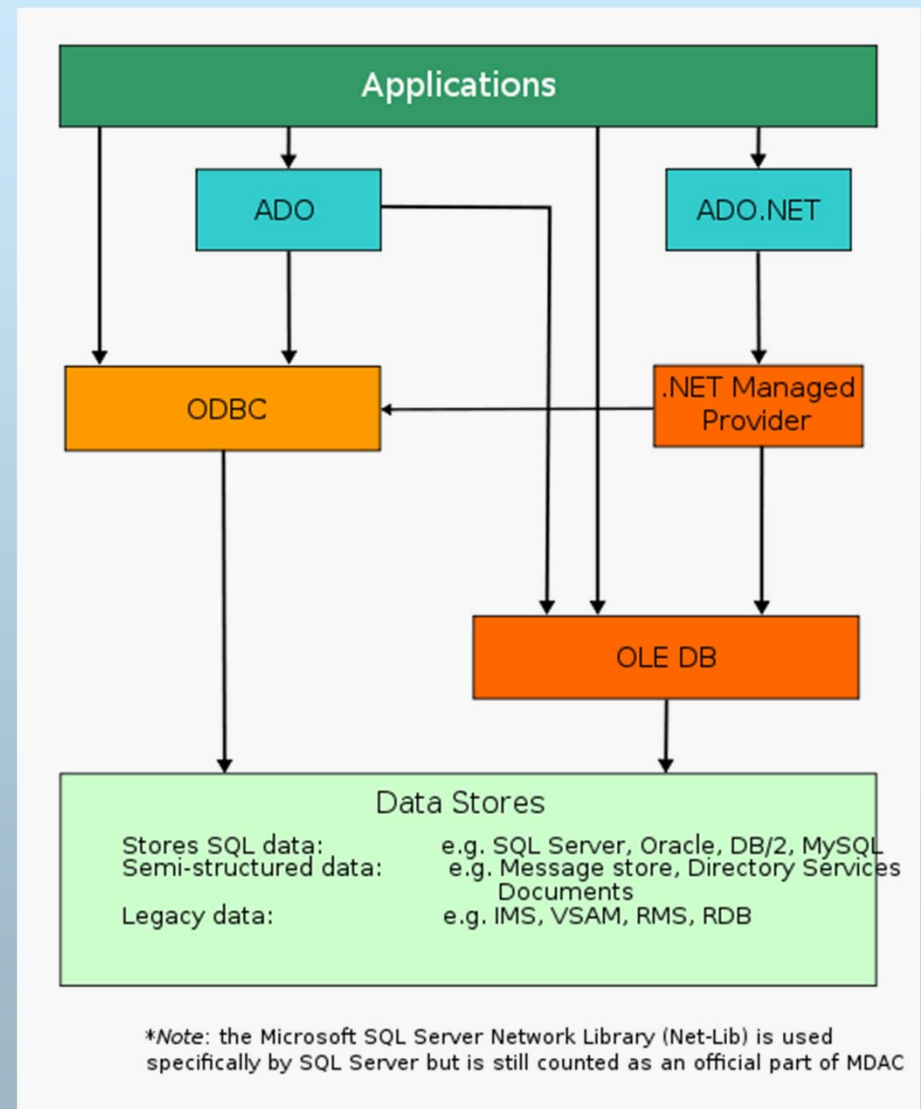 Applications
ADO
ADO.NET
ODBC
.NET Managed
Provider
OLE DB
Data Stores
Stores SQL data: e.g. SQL Server, Oracle, DB/2, MySQL
Semi-structured data: e.g. Message store, Directory Services
Documents
Legacy data: e.g. IMS, VSAM, RMS, RDB
*Note: the Microsoft SQL Server Network Library (Net-Lib) is used
specifically by SQL Server but is still counted as an official part of MDAC